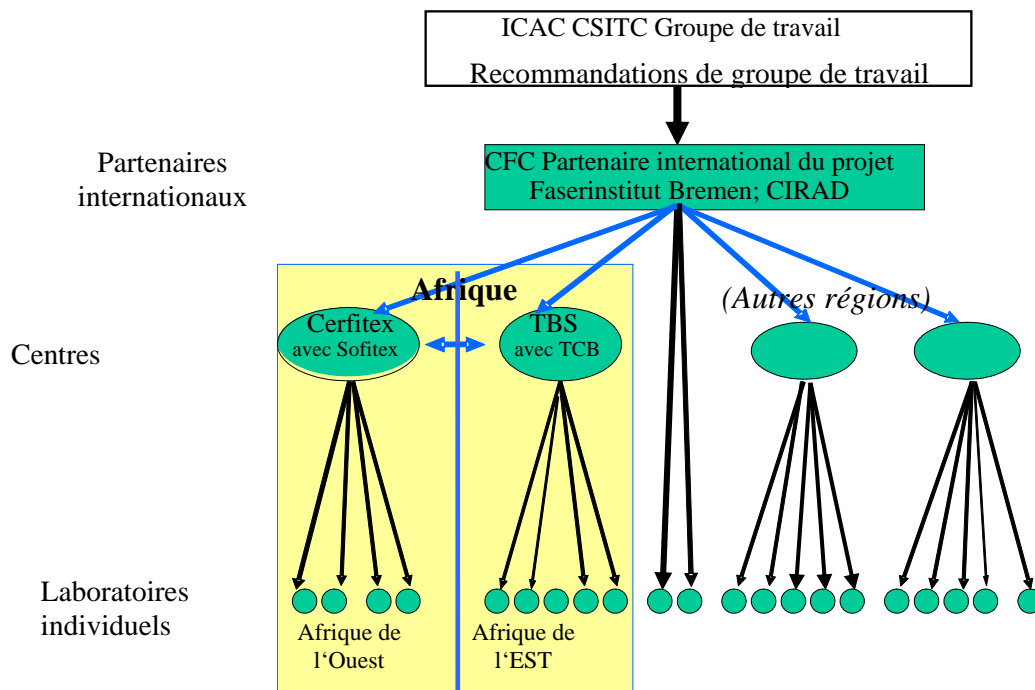 ICAC CSITC Groupe de travail
Recommandations de groupe de travail
Partenaires
internationaux
CFC Partenaire international du projet
Faserinstitut Bremen; CIRAD
Afrique
(Autres régions)
Centres
Cerfitex
avec Sofitex
TBS
avec TCB
Laboratoires
individuels
Afrique de
l‘Ouest
Afrique de
l‘EST